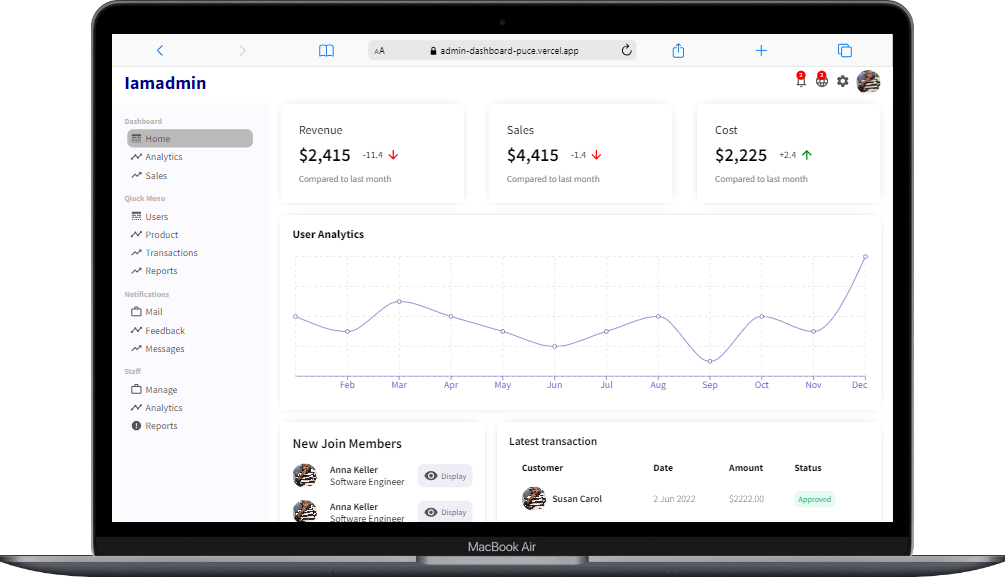 AA admin-dashboard-puce.vercel.app
Iamadmin
2 2
Dashboard
Home
Analytics
Sales
Qiuck Menu
Users
Product
Transactions
Reports
Notifications
Mail
Feedback
Messages
Staff
Manage
Analytics
Reports
Revenue
$2,415 -11.4
Compared to last month
Sales
$4,415 -1.4
Compared to last month
Cost
$2,225 +2.4
Compared to last month
User Analytics
Feb Mar Apr May Jun Jul Aug Sep Oct Nov Dec
New Join Members
Anna Keller
Software Engineer
Display
Anna Keller
Software Engineer
Display
Latest transaction
Customer Date Amount Status
Susan Carol 2 Jun 2022 $2222.00 Approved
MacBook Air